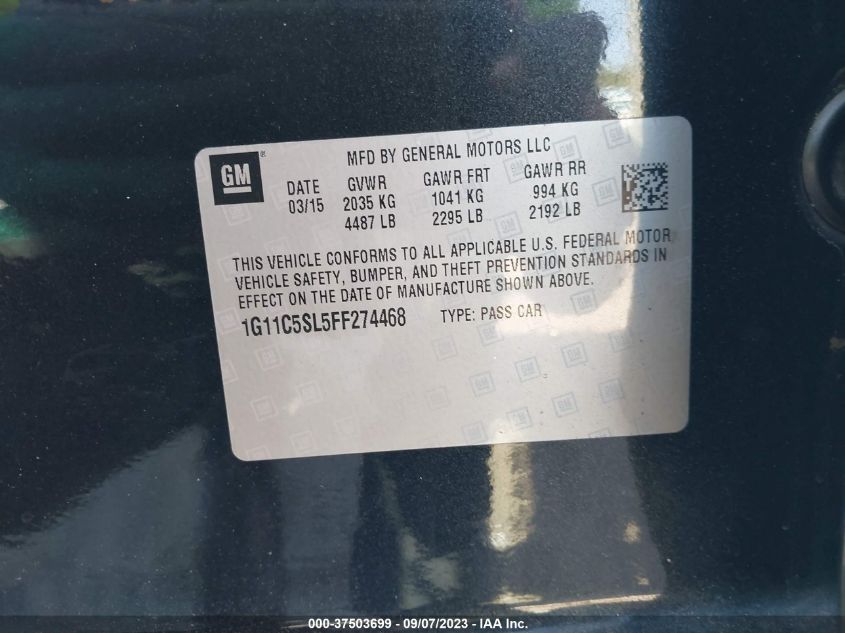 GM ®
MFD BY GENERAL MOTORS LLC
DATE GVWR GAWR FRT GAWR RR
03/15 2035 KG 1041 KG 994 KG
4487 LB 2295 LB 2192 LB
THIS VEHICLE CONFORMS TO ALL APPLICABLE U.S. FEDERAL MOTOR
VEHICLE SAFETY, BUMPER, AND THEFT PREVENTION STANDARDS IN
EFFECT ON THE DATE OF MANUFACTURE SHOWN ABOVE.
1G11C5SL5FF274468 TYPE: PASS CAR
000-37503699 - 09/07/2023 - IAA Inc.